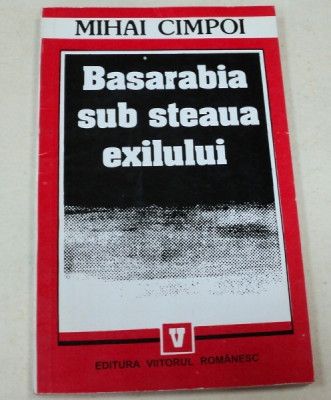 MIHAI CIMPOI
Basarabia
sub steaua
exilului
V
EDITURA VIITORUL ROMÂNESC